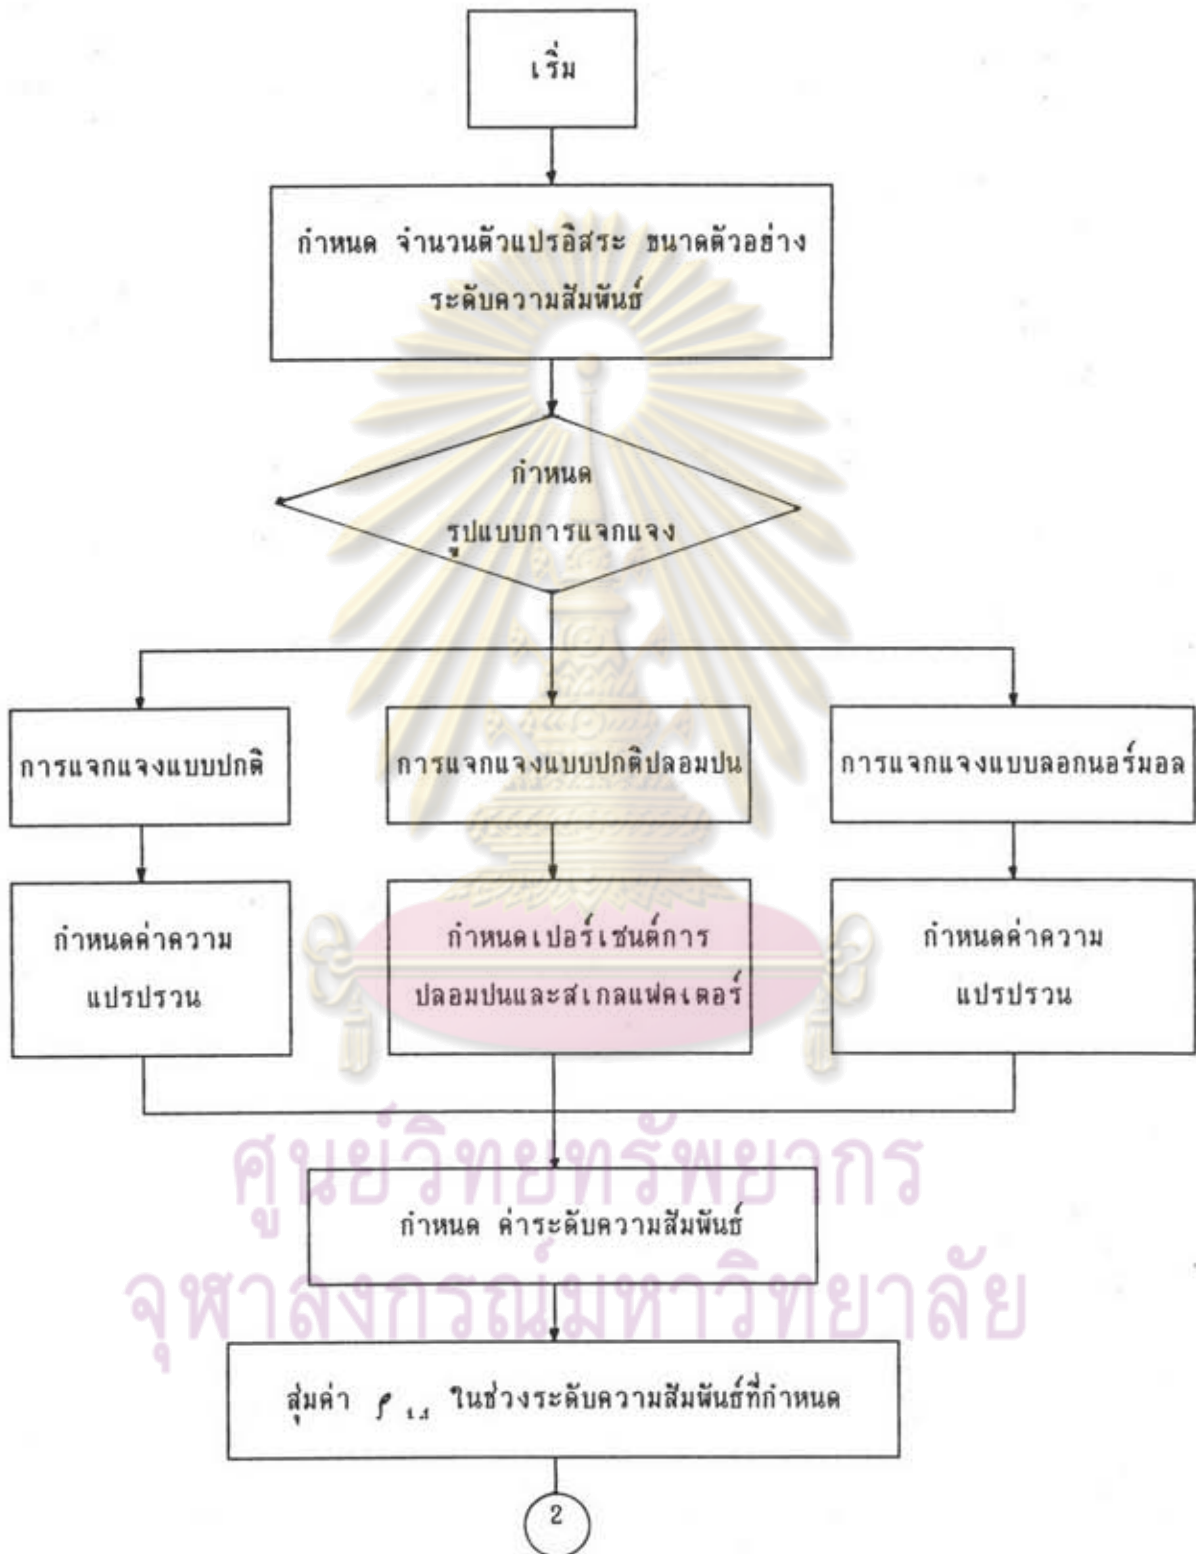 เริ่ม
กำหนด จำนวนตัวแปรอิสระ ขนาดตัวอย่าง
ระดับความสัมพันธ์
กำหนด
รูปแบบการแจกแจง
การแจกแจงแบบปกติ
การแจกแจงแบบปกติปลอมปน
การแจกแจงแบบลอกนอร์มอล
กำหนดค่าความ
แปรปรวน
กำหนดเปอร์เซนต์การ
ปลอมปนและสเกลแฟคเตอร์
กำหนดค่าความ
แปรปรวน
ศูนย์วิทยทรัพยากร
กำหนด ค่าระดับความสัมพันธ์
จุฬาลงกรณ์มหาวิทยาลัย
สุ่มค่า ρ ในช่วงระดับความสัมพันธ์ที่กำหนด
2